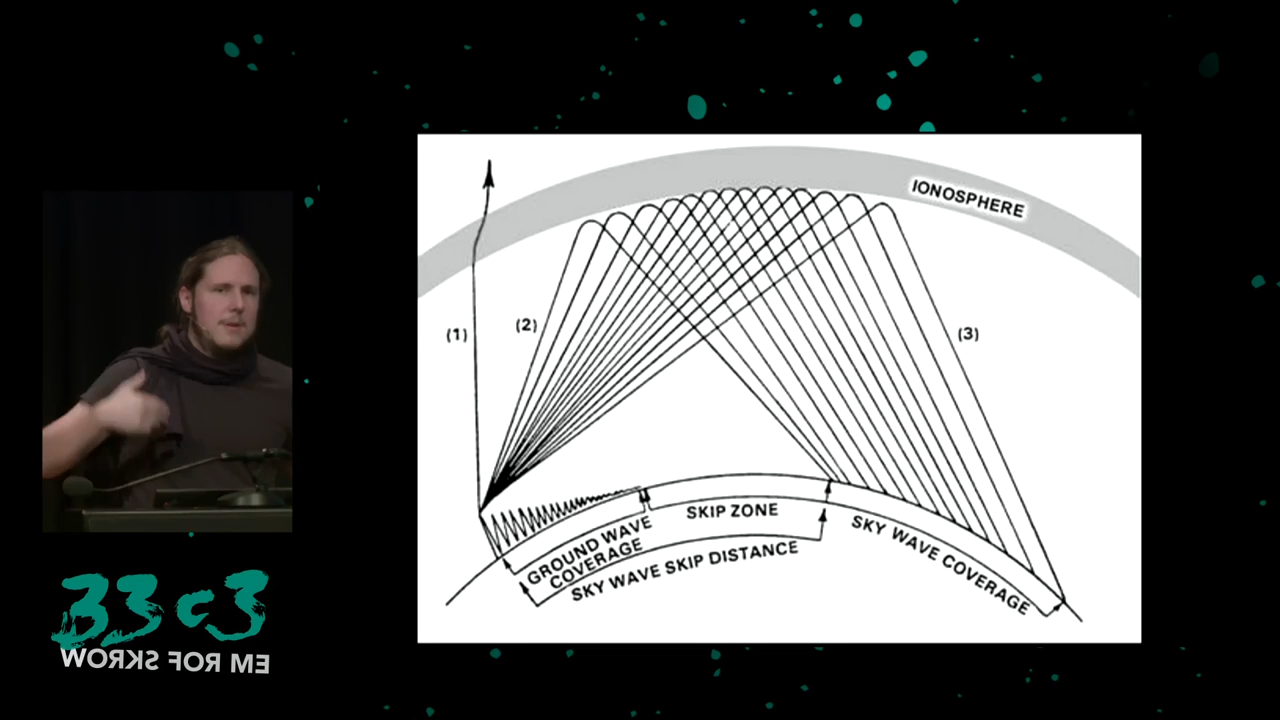 IONOSPHERE
(1)
(2)
(3)
GROUND WAVE
COVERAGE
SKIP ZONE
SKY WAVE SKIP DISTANCE
SKY WAVE COVERAGE
33c3
WORKS FOR ME